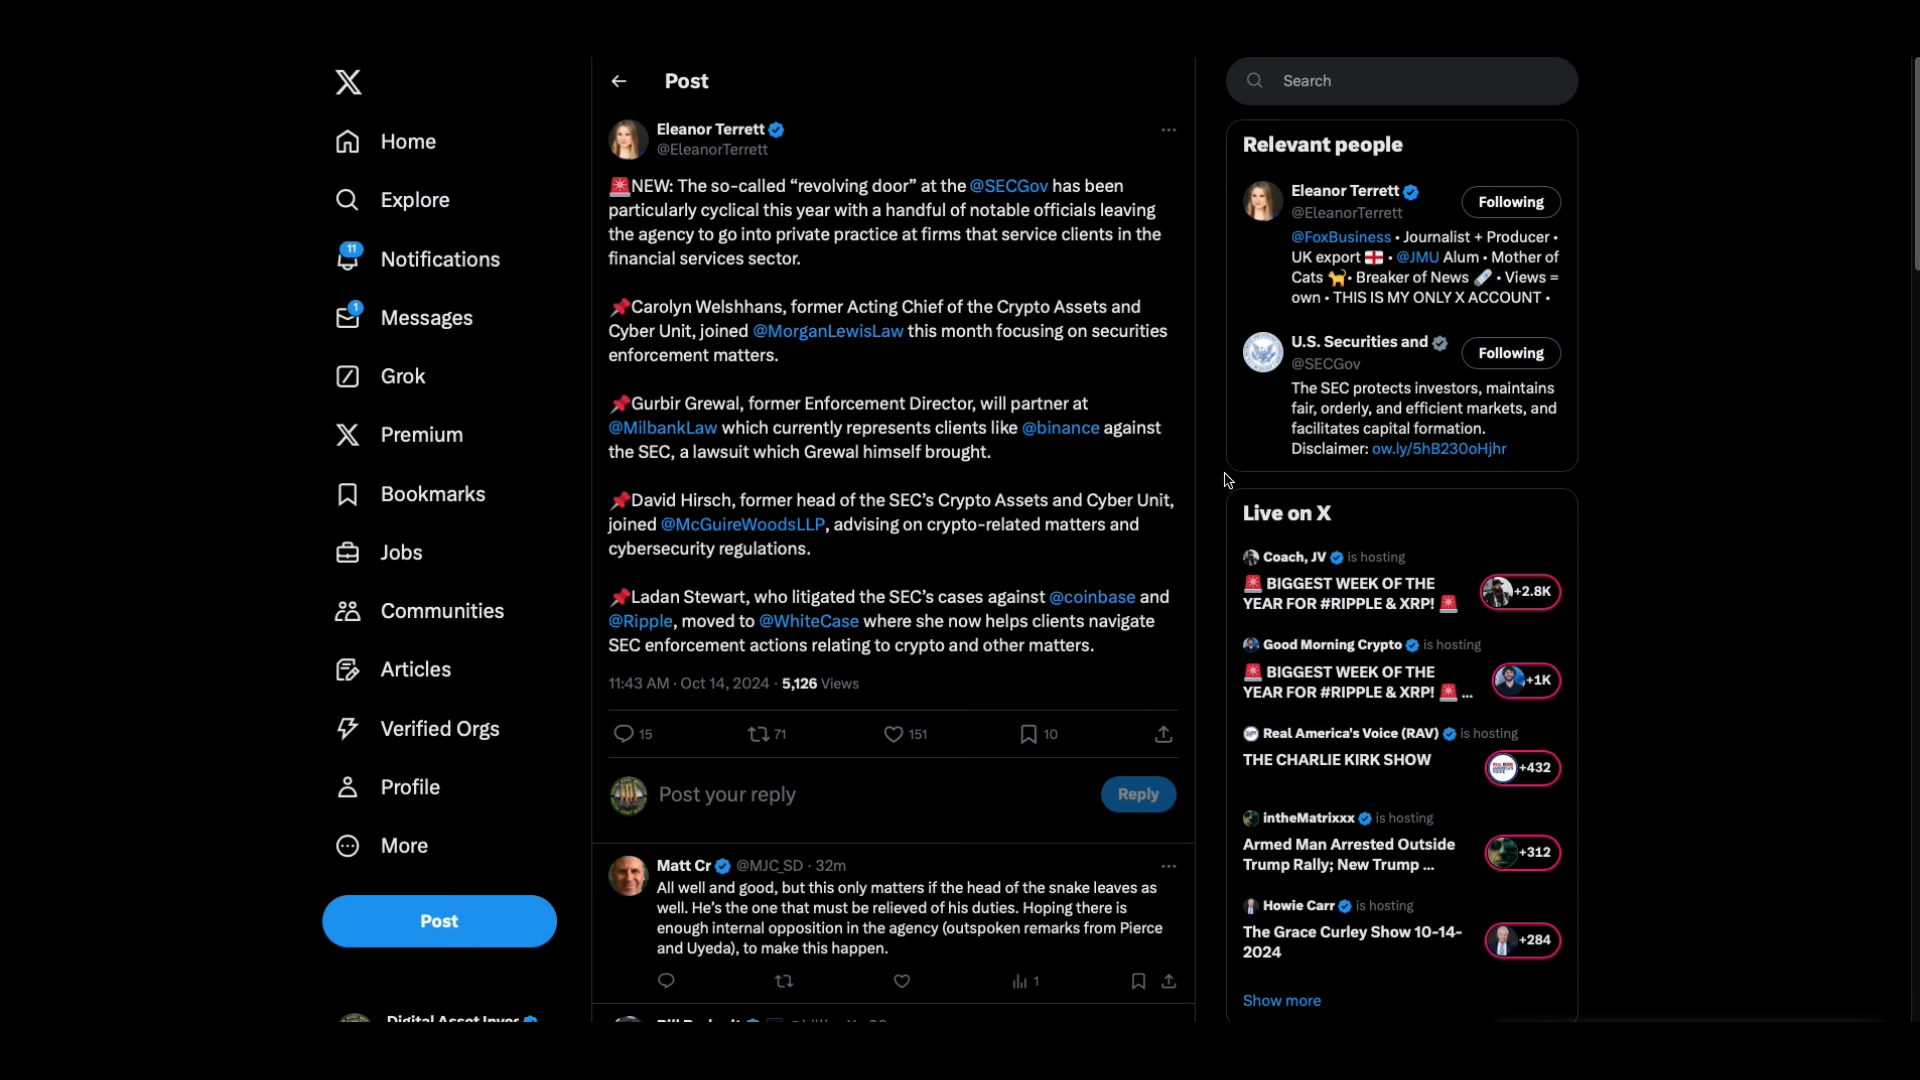 Home
Explore
11
Notifications
1
Messages
Grok
Premium
Bookmarks
Jobs
Communities
Articles
Verified Orgs
Profile
More
Post
Post
Eleanor Terrett
@EleanorTerrett
🚨NEW: The so-called “revolving door” at the @SECGov has been
particularly cyclical this year with a handful of notable officials leaving
the agency to go into private practice at firms that service clients in the
financial services sector.
📌Carolyn Welshhans, former Acting Chief of the Crypto Assets and
Cyber Unit, joined @MorganLewisLaw this month focusing on securities
enforcement matters.
📌Gurbir Grewal, former Enforcement Director, will partner at
@MilbankLaw which currently represents clients like @binance against
the SEC, a lawsuit which Grewal himself brought.
📌David Hirsch, former head of the SEC’s Crypto Assets and Cyber Unit,
joined @McGuireWoodsLLP, advising on crypto-related matters and
cybersecurity regulations.
📌Ladan Stewart, who litigated the SEC’s cases against @coinbase and
@Ripple, moved to @WhiteCase where she now helps clients navigate
SEC enforcement actions relating to crypto and other matters.
11:43 AM · Oct 14, 2024 · 5,126 Views
15 71 151 10
Post your reply
Reply
Matt Cr @MJC_SD · 32m
All well and good, but this only matters if the head of the snake leaves as
well. He’s the one that must be relieved of his duties. Hoping there is
enough internal opposition in the agency (outspoken remarks from Pierce
and Uyeda), to make this happen.
1
Search
Relevant people
Eleanor Terrett
@EleanorTerrett
Following
@FoxBusiness • Journalist + Producer •
UK export 🏴󠁧󠁢󠁥󠁮󠁧󠁿 • @JMU Alum • Mother of
Cats 🐈 • Breaker of News 🗞️ • Views =
own • THIS IS MY ONLY X ACCOUNT •
U.S. Securities and
@SECGov
Following
The SEC protects investors, maintains
fair, orderly, and efficient markets, and
facilitates capital formation.
Disclaimer: ow.ly/5hB230oHjhr
Live on X
Coach, JV is hosting
🚨 BIGGEST WEEK OF THE
YEAR FOR #RIPPLE & XRP! 🚨
+2.8K
Good Morning Crypto is hosting
🚨 BIGGEST WEEK OF THE
YEAR FOR #RIPPLE & XRP! 🚨 ...
+1K
Real America's Voice (RAV) is hosting
THE CHARLIE KIRK SHOW
+432
intheMatrixxx is hosting
Armed Man Arrested Outside
Trump Rally; New Trump ...
+312
Howie Carr is hosting
The Grace Curley Show 10-14-
2024
+284
Show more